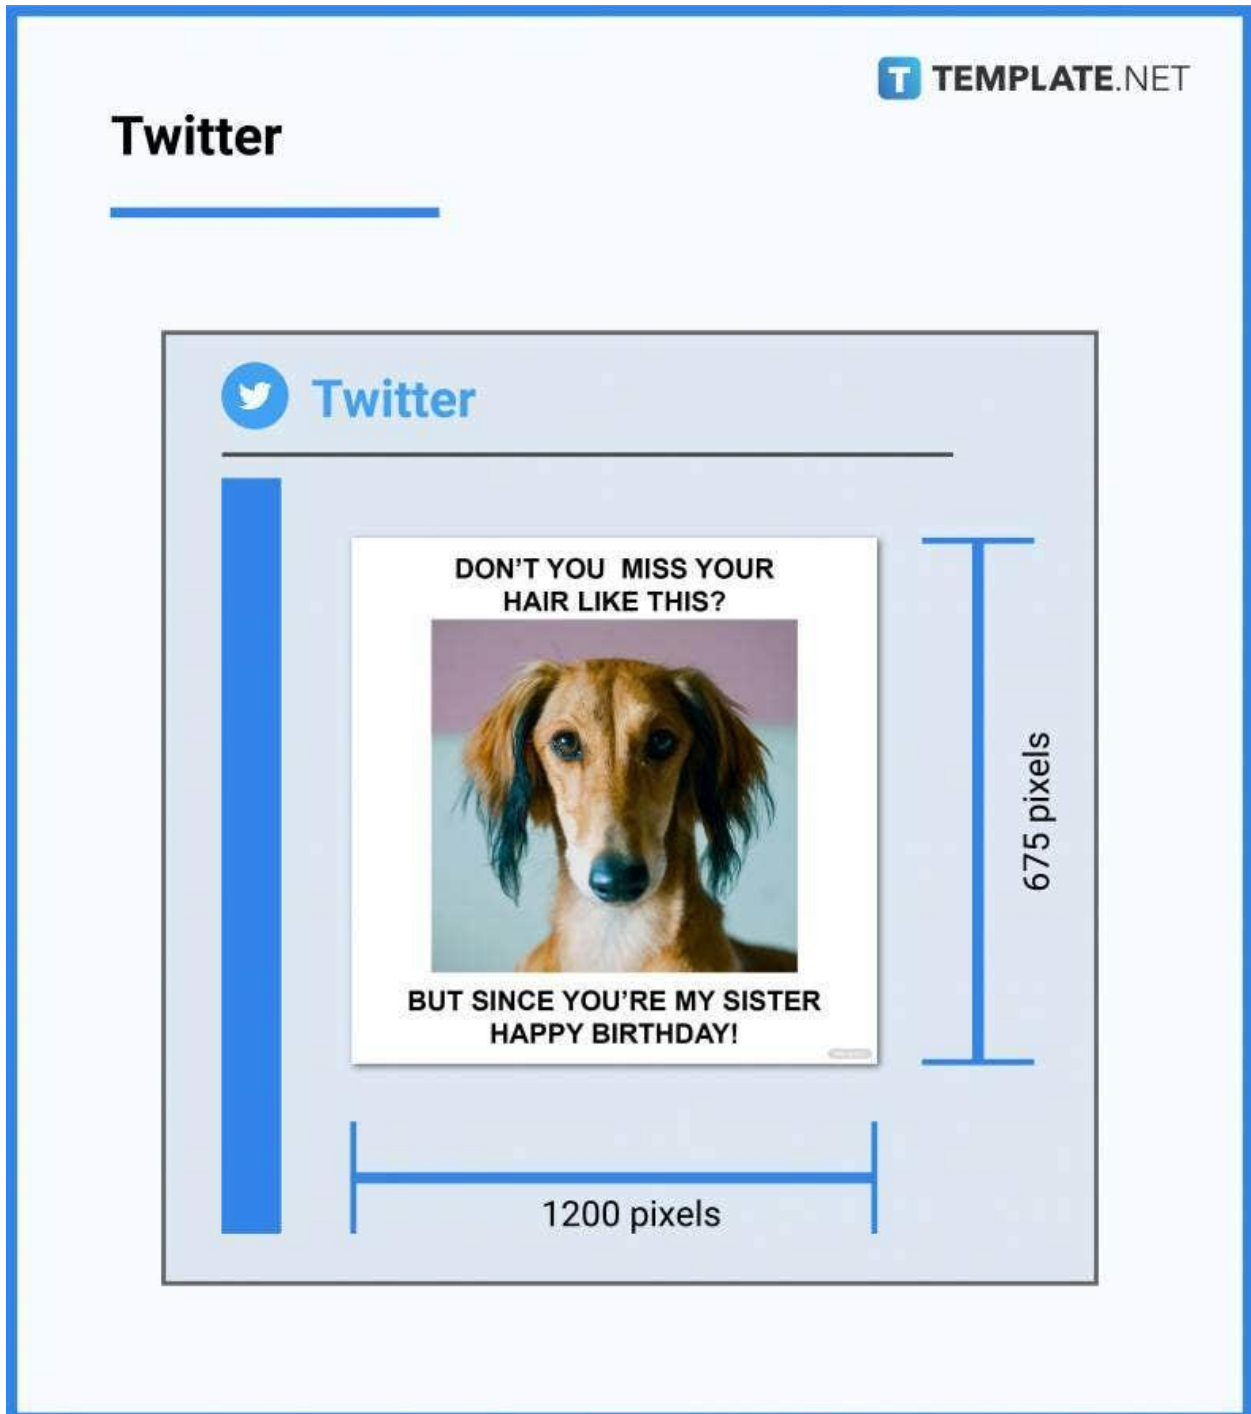 T TEMPLATE.NET
Twitter
Twitter
DON'T YOU MISS YOUR
HAIR LIKE THIS?
BUT SINCE YOU'RE MY SISTER
HAPPY BIRTHDAY!
675 pixels
1200 pixels